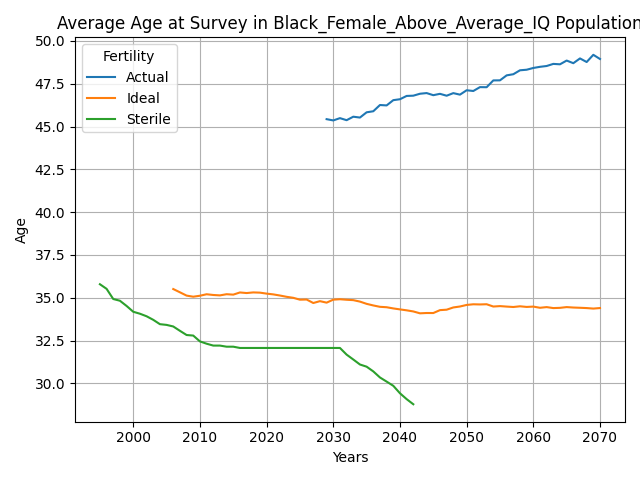 Average Age at Survey in Black_Female_Above_Average_IQ Population
Age
50.0
47.5
45.0
42.5
40.0
37.5
35.0
32.5
30.0
Fertility
Actual
Ideal
Sterile
2000 2010 2020 2030 2040 2050 2060 2070
Years